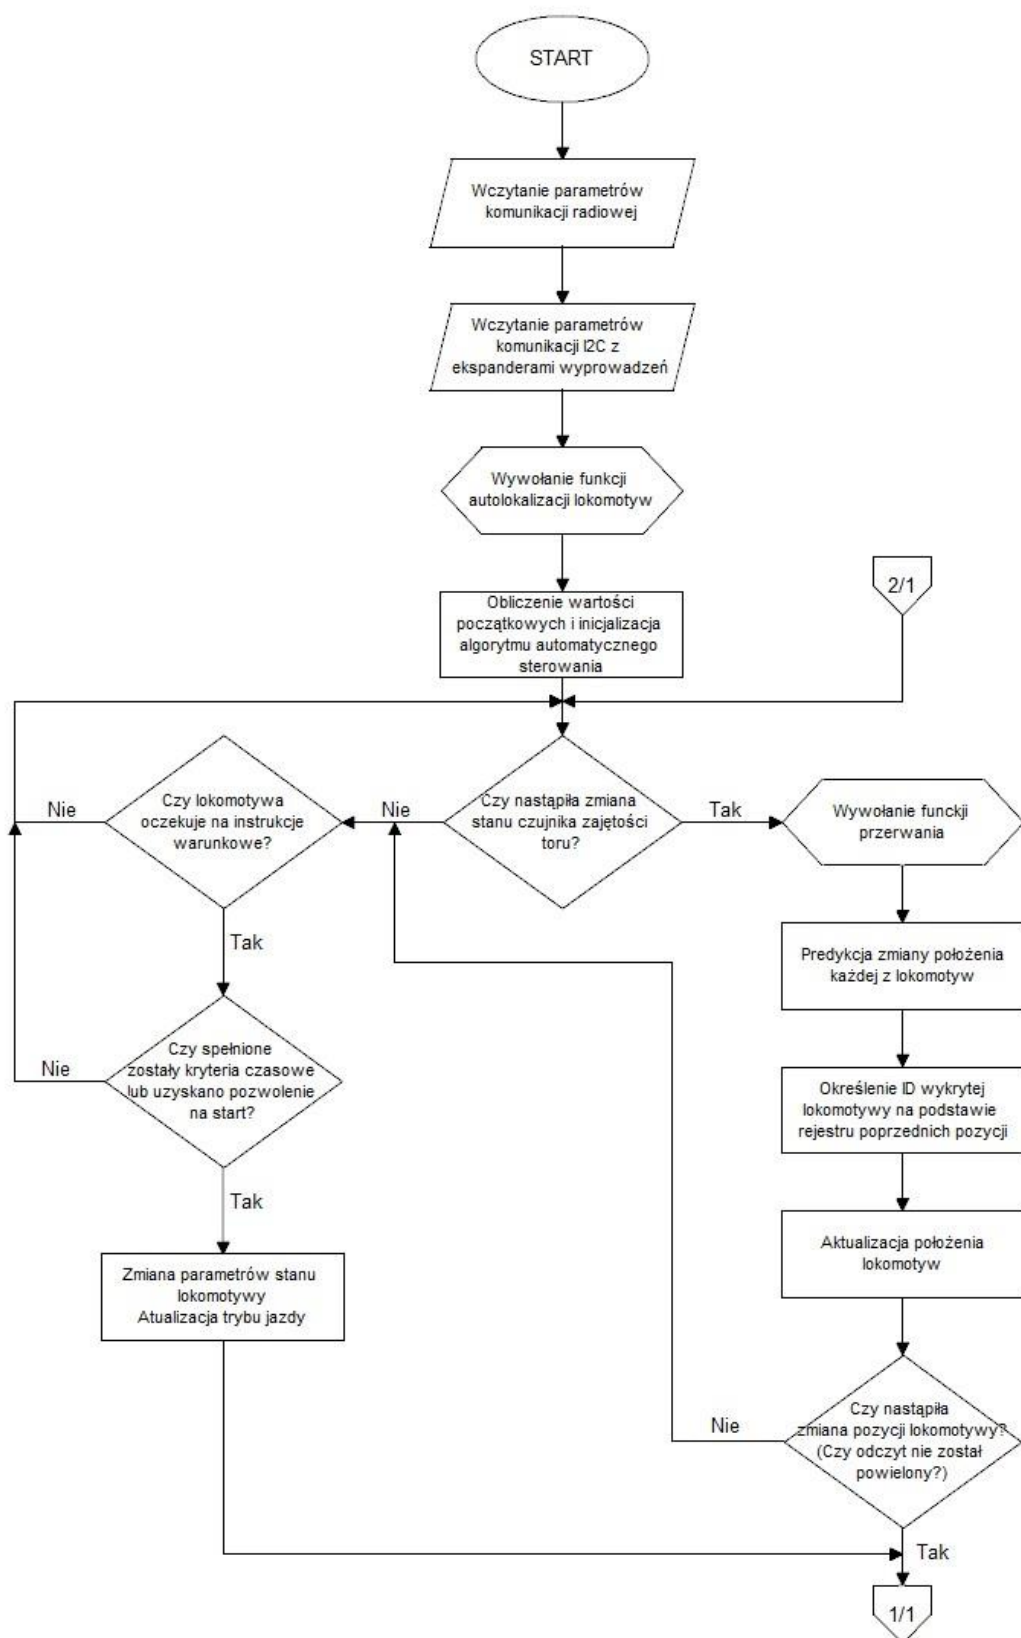 START
Wczytanie parametrów
komunikacji radiowej
Wczytanie parametrów
komunikacji I2C z
ekspanderami wyprowadzeń
Wywołanie funkcji
autolokalizacji lokomotyw
2/1
Obliczenie wartości
początkowych i inicjalizacja
algorytmu automatycznego
sterowania
Nie
Czy lokomotywa
oczekuje na instrukcje
warunkowe?
Nie
Czy nastąpiła zmiana
stanu czujnika zajętości
toru?
Tak
Wywołanie funckji
przerwania
Tak
Predykcja zmiany położenia
każdej z lokomotyw
Nie
Czy spełnione
zostały kryteria czasowe
lub uzyskano pozwolenie
na start?
Określenie ID wykrytej
lokomotywy na podstawie
rejestru poprzednich pozycji
Tak
Aktualizacja położenia
lokomotyw
Zmiana parametrów stanu
lokomotywy
Atualizacja trybu jazdy
Nie
Czy nastąpiła
zmiana pozycji lokomotywy?
(Czy odczyt nie został
powielony?)
Tak
1/1